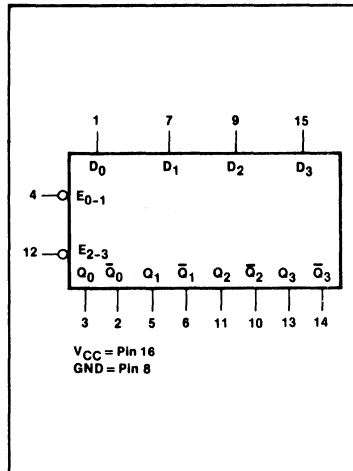 1 7 9 15
D0 D1 D2 D3
4 E0-1
12 E2-3
Q0 Q̅0 Q1 Q̅1 Q2 Q̅2 Q3 Q̅3
3 2 5 6 11 10 13 14
VCC = Pin 16
GND = Pin 8